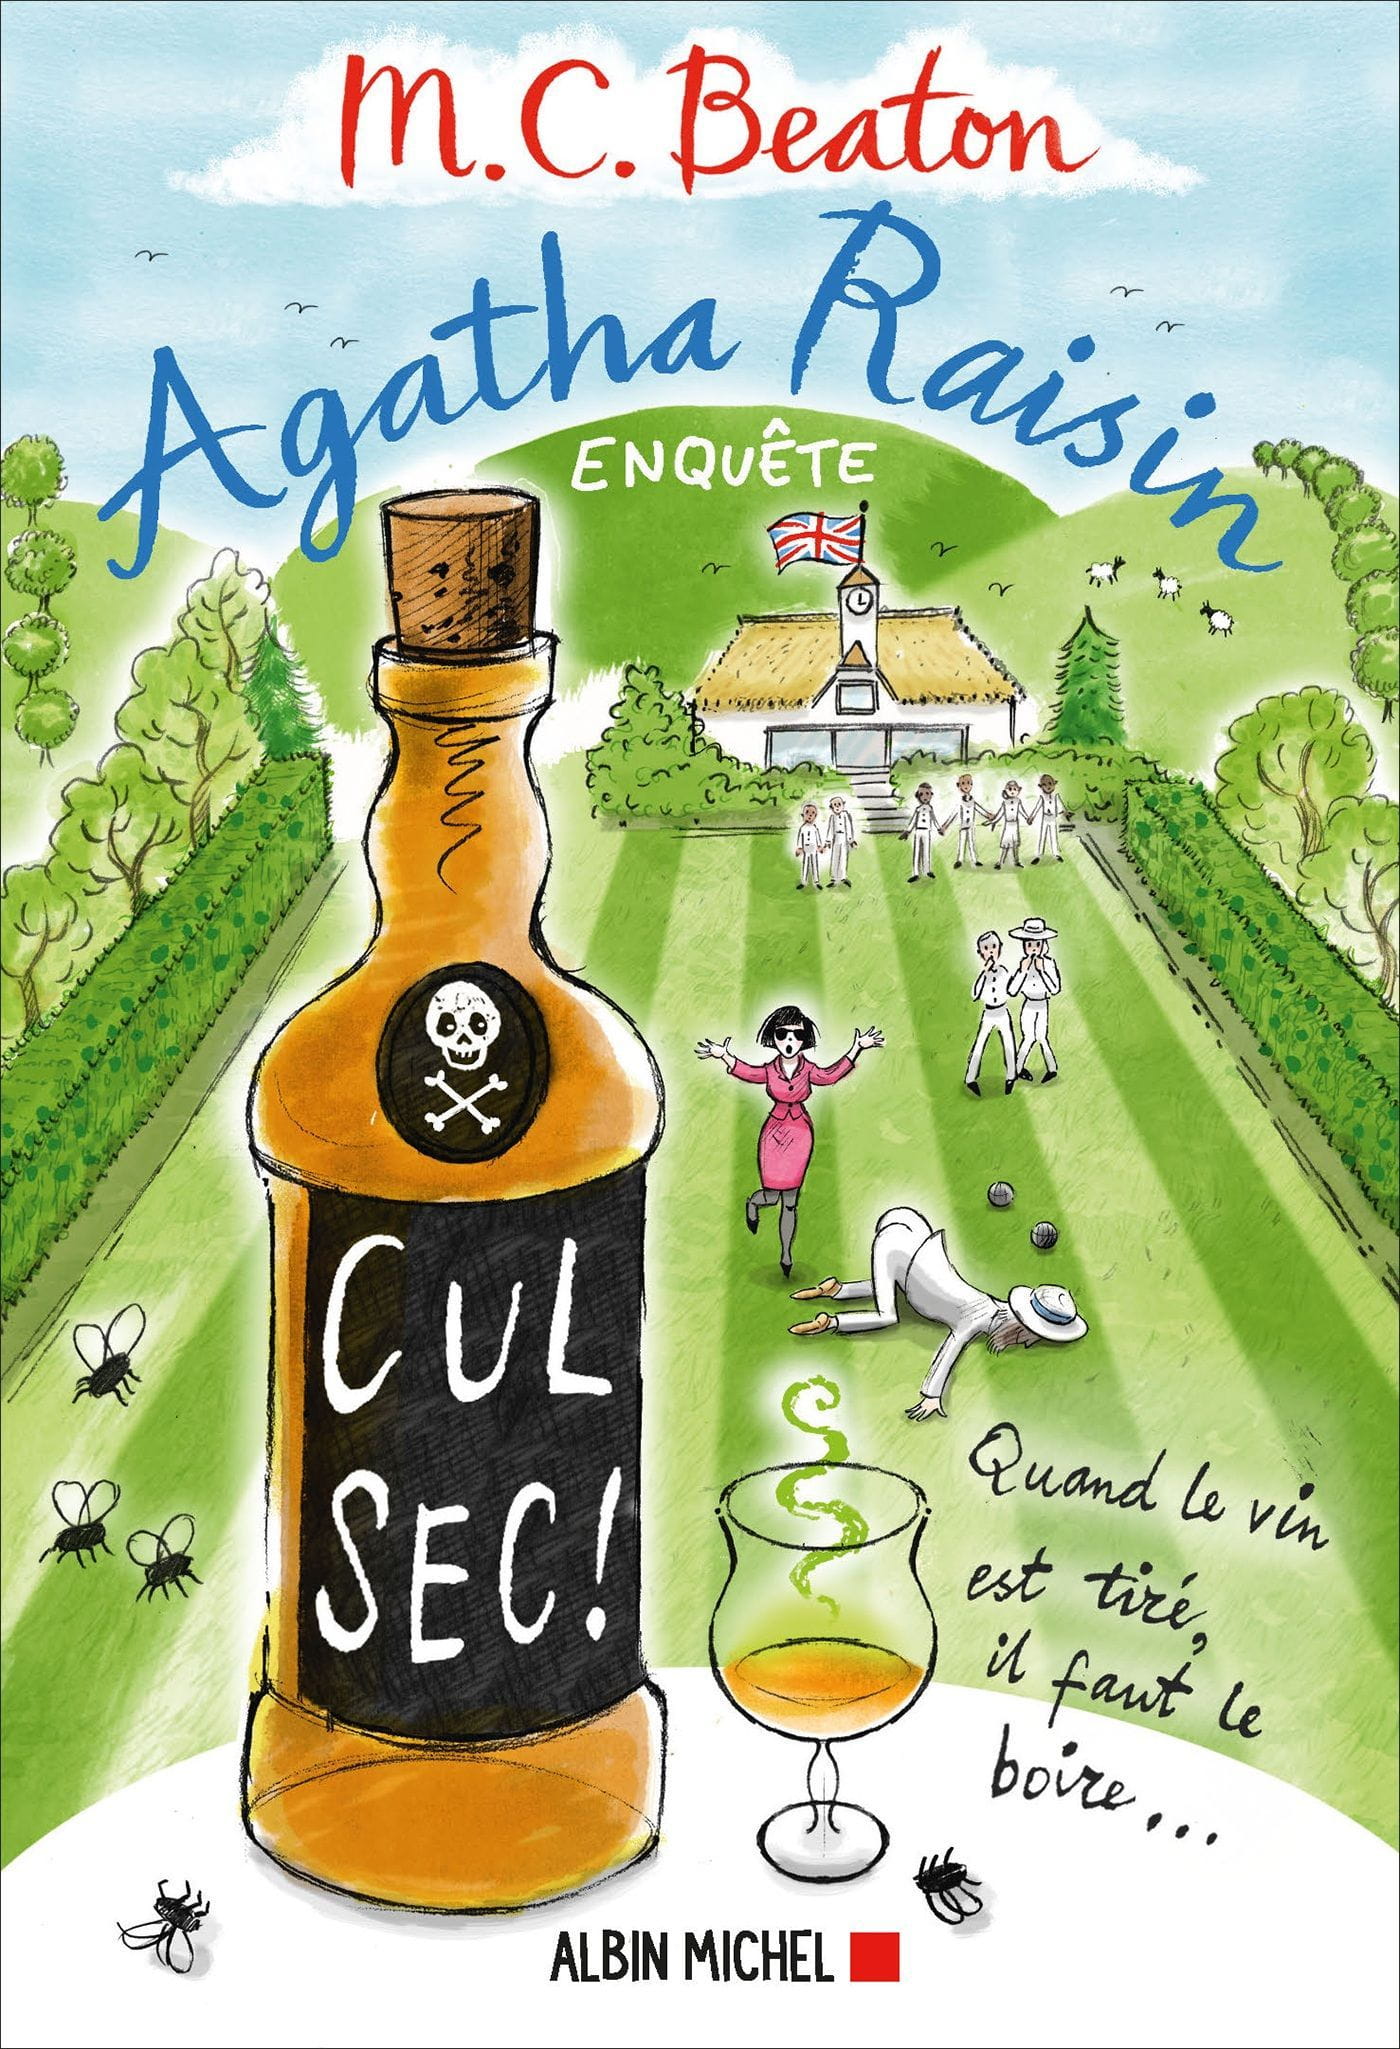 M.C. Beaton
Agatha Raisin
ENQUÊTE
CUL
SEC!
Quand le vin
est tiré,
il faut le
boire...
ALBIN MICHEL